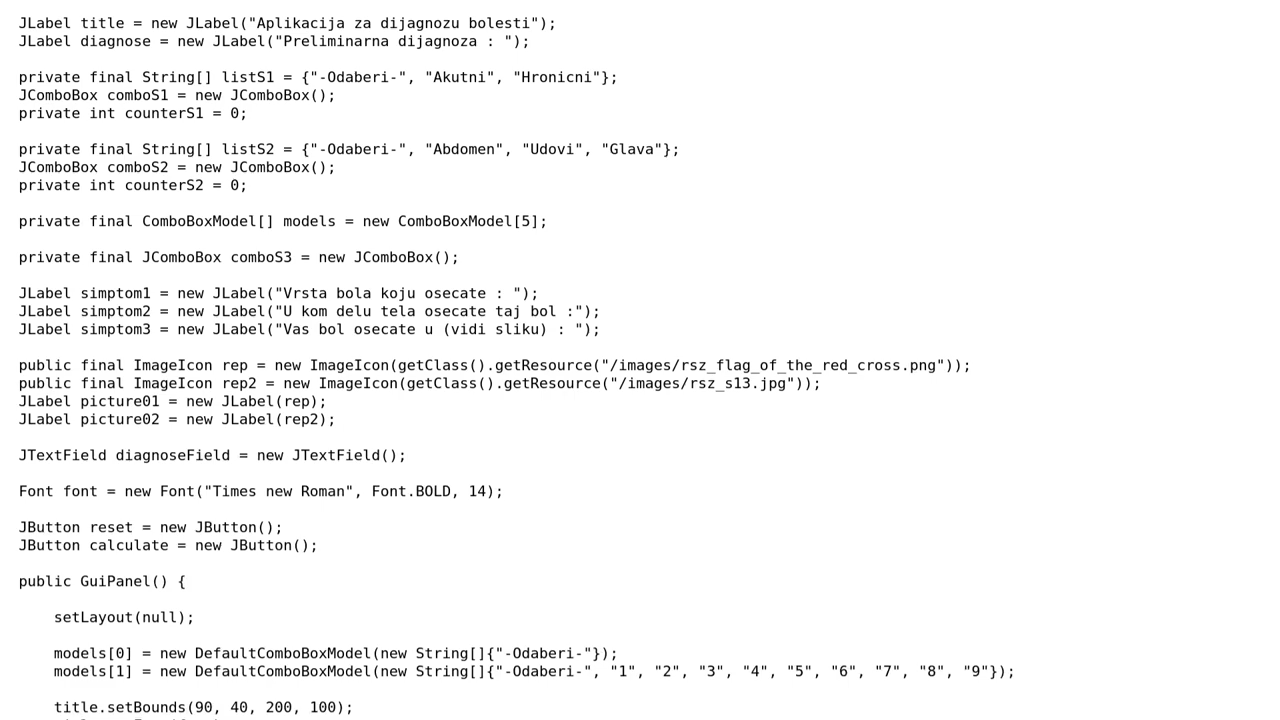 JLabel title = new JLabel("Aplikacija za dijagnozu bolesti");
JLabel diagnose = new JLabel("Preliminarna dijagnoza : ");
private final String[] listS1 = {"-Odaberi-", "Akutni", "Hronicni"};
JComboBox comboS1 = new JComboBox();
private int counterS1 = 0;
private final String[] listS2 = {"-Odaberi-", "Abdomen", "Udovi", "Glava"};
JComboBox comboS2 = new JComboBox();
private int counterS2 = 0;
private final ComboBoxModel[] models = new ComboBoxModel[5];
private final JComboBox comboS3 = new JComboBox();
JLabel simptom1 = new JLabel("Vrsta bola koju osecate : ");
JLabel simptom2 = new JLabel("U kom delu tela osecate taj bol :");
JLabel simptom3 = new JLabel("Vas bol osecate u (vidi sliku) : ");
public final ImageIcon rep = new ImageIcon(getClass().getResource("/images/rsz_flag_of_the_red_cross.png"));
public final ImageIcon rep2 = new ImageIcon(getClass().getResource("/images/rsz_s13.jpg"));
JLabel picture01 = new JLabel(rep);
JLabel picture02 = new JLabel(rep2);
JTextField diagnoseField = new JTextField();
Font font = new Font("Times new Roman", Font.BOLD, 14);
JButton reset = new JButton();
JButton calculate = new JButton();
public GuiPanel() {
setLayout(null);
models[0] = new DefaultComboBoxModel(new String[]{"-Odaberi-"});
models[1] = new DefaultComboBoxModel(new String[]{"-Odaberi-", "1", "2", "3", "4", "5", "6", "7", "8", "9"});
title.setBounds(90, 40, 200, 100);